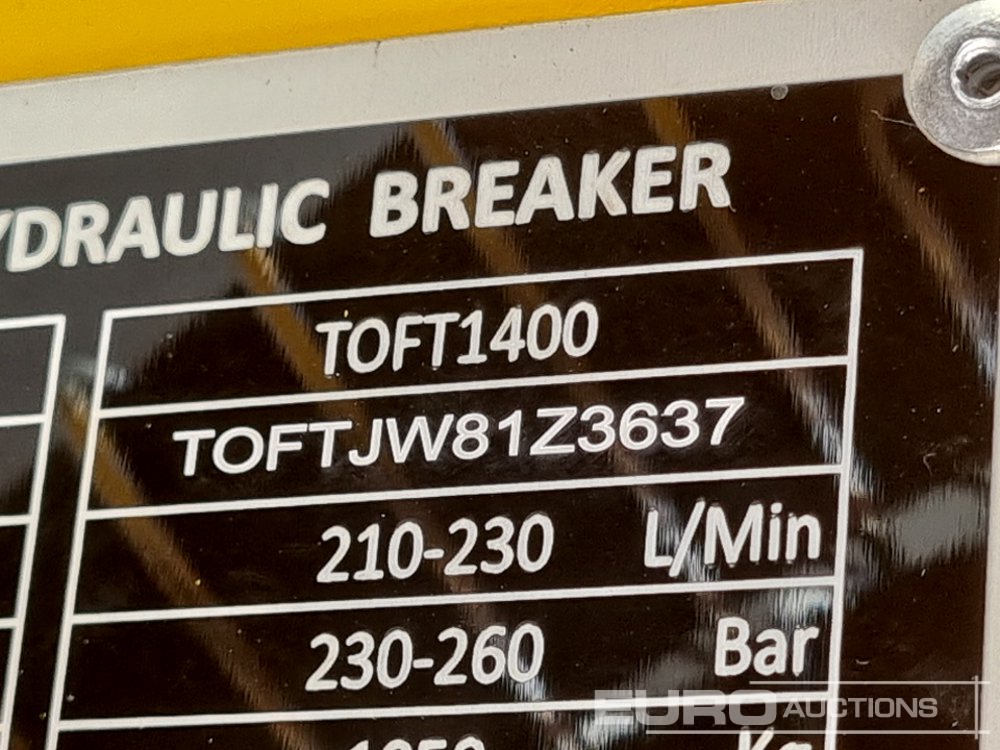 YDRAULIC BREAKER
TOFT1400
TOFTJW81Z3637
210-230 L/Min
230-260 Bar
EURO AUCTIONS